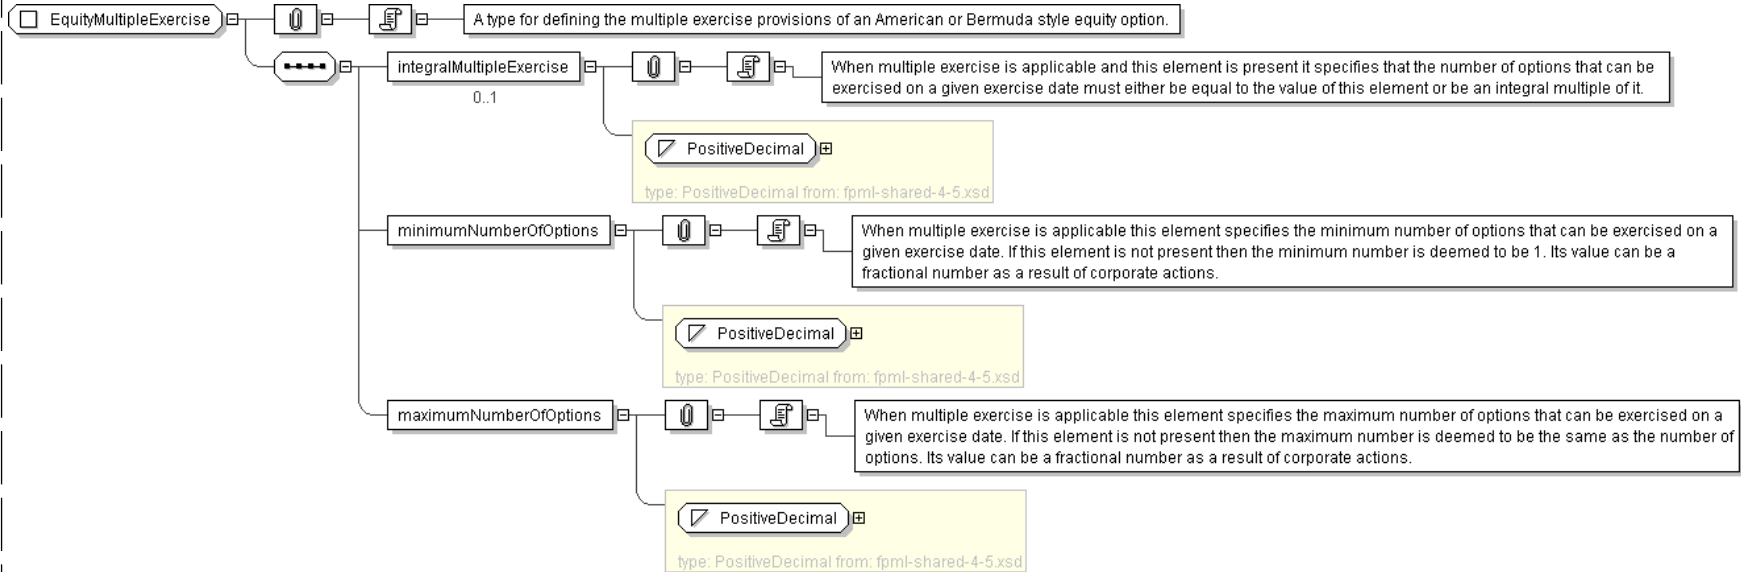 EquityMultipleExercise
A type for defining the multiple exercise provisions of an American or Bermuda style equity option.
integralMultipleExercise
0..1
When multiple exercise is applicable and this element is present it specifies that the number of options that can be
exercised on a given exercise date must either be equal to the value of this element or be an integral multiple of it.
PositiveDecimal
type: PositiveDecimal from: fpml-shared-4-5.xsd
minimumNumberOfOptions
When multiple exercise is applicable this element specifies the minimum number of options that can be exercised on a
given exercise date. If this element is not present then the minimum number is deemed to be 1. Its value can be a
fractional number as a result of corporate actions.
PositiveDecimal
type: PositiveDecimal from: fpml-shared-4-5.xsd
maximumNumberOfOptions
When multiple exercise is applicable this element specifies the maximum number of options that can be exercised on a
given exercise date. If this element is not present then the maximum number is deemed to be the same as the number of
options. Its value can be a fractional number as a result of corporate actions.
PositiveDecimal
type: PositiveDecimal from: fpml-shared-4-5.xsd